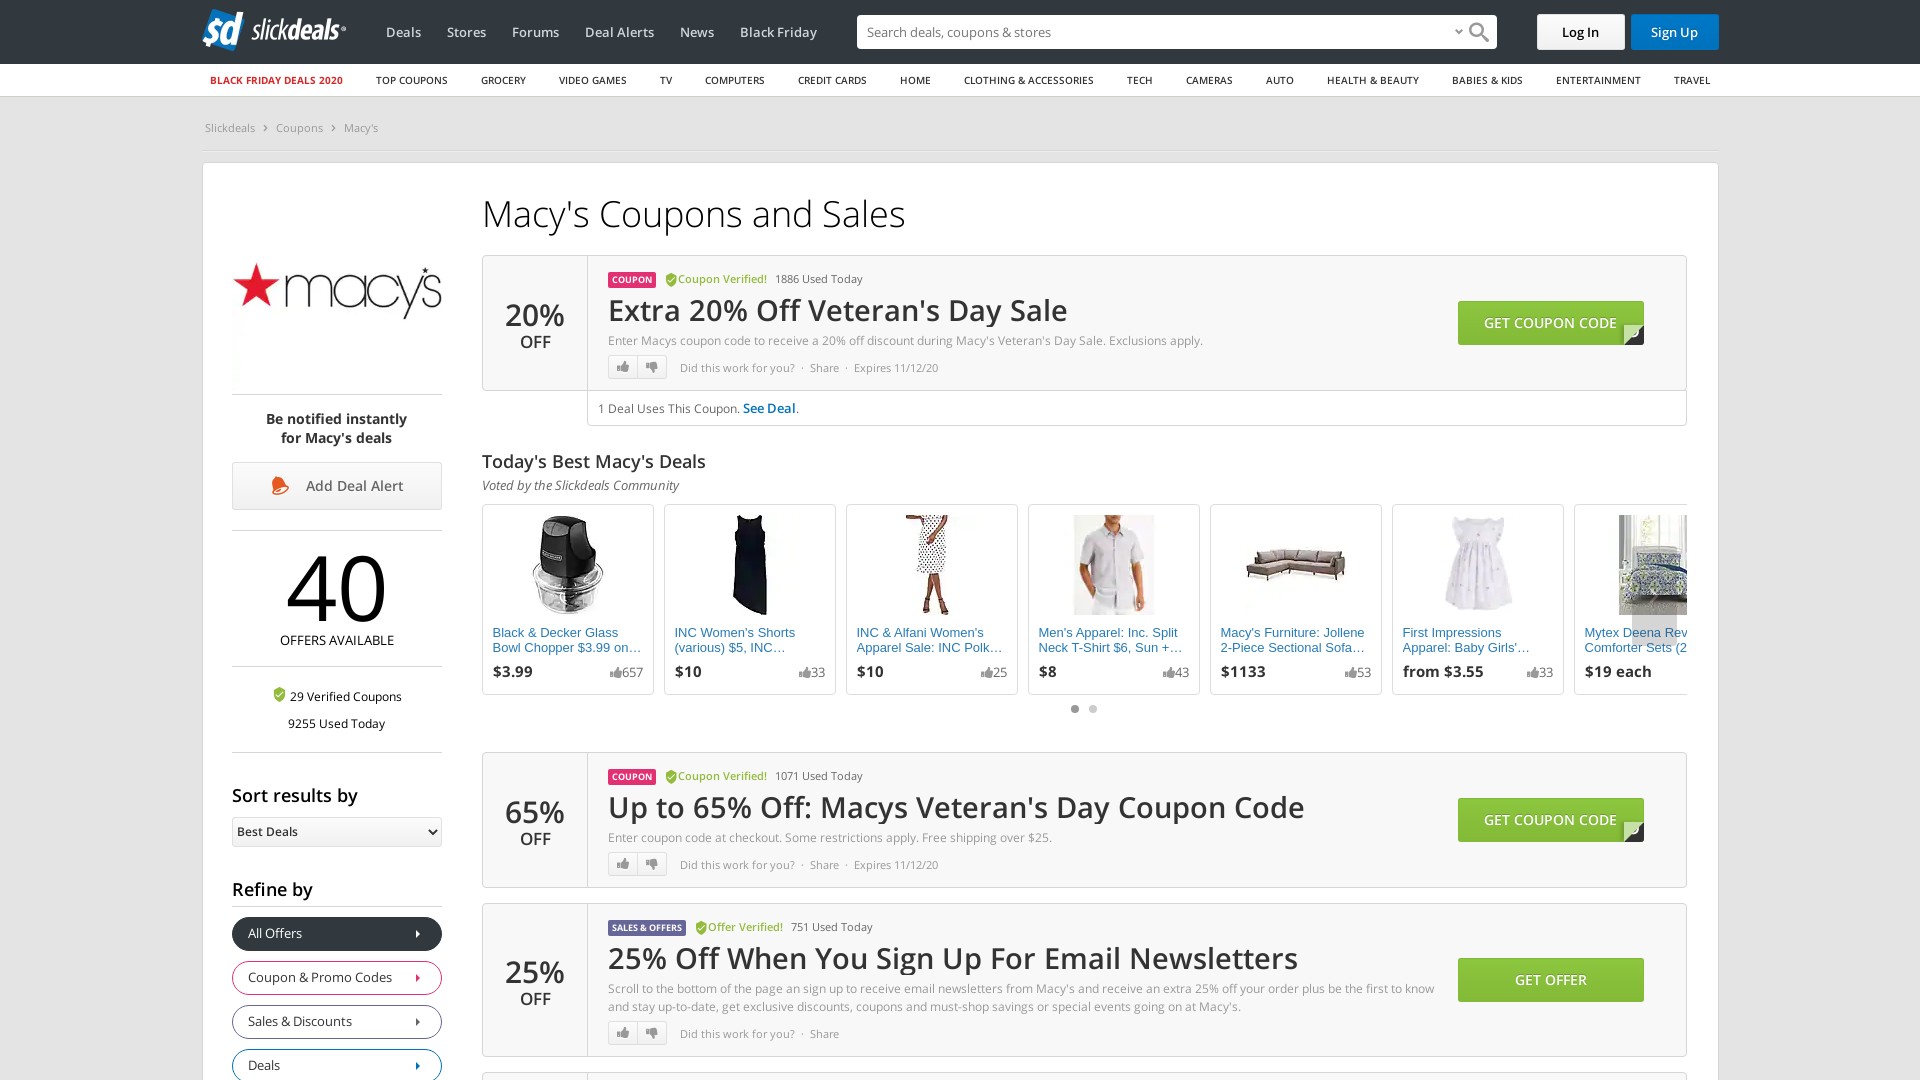 sd slickdeals
Deals Stores Forums Deal Alerts News Black Friday
Search deals, coupons & stores
Log In
Sign Up
BLACK FRIDAY DEALS 2020 TOP COUPONS GROCERY VIDEO GAMES TV COMPUTERS CREDIT CARDS HOME CLOTHING & ACCESSORIES TECH CAMERAS AUTO HEALTH & BEAUTY BABIES & KIDS ENTERTAINMENT TRAVEL
Slickdeals › Coupons › Macy's
macy's
Be notified instantly
for Macy's deals
Add Deal Alert
40
OFFERS AVAILABLE
29 Verified Coupons
9255 Used Today
Sort results by
Best Deals
Refine by
All Offers
Coupon & Promo Codes
Sales & Discounts
Deals
Macy's Coupons and Sales
20%
OFF
COUPON Coupon Verified! 1886 Used Today
Extra 20% Off Veteran's Day Sale
Enter Macys coupon code to receive a 20% off discount during Macy's Veteran's Day Sale. Exclusions apply.
Did this work for you? · Share · Expires 11/12/20
GET COUPON CODE
1 Deal Uses This Coupon. See Deal.
Today's Best Macy's Deals
Voted by the Slickdeals Community
Black & Decker Glass
Bowl Chopper $3.99 on...
$3.99 657
INC Women's Shorts
(various) $5, INC...
$10 33
INC & Alfani Women's
Apparel Sale: INC Polk...
$10 25
Men's Apparel: Inc. Split
Neck T-Shirt $6, Sun +...
$8 43
Macy's Furniture: Jollene
2-Piece Sectional Sofa...
$1133 53
First Impressions
Apparel: Baby Girls'...
from $3.55 33
Mytex Deena Rev
Comforter Sets (2
$19 each
65%
OFF
COUPON Coupon Verified! 1071 Used Today
Up to 65% Off: Macys Veteran's Day Coupon Code
Enter coupon code at checkout. Some restrictions apply. Free shipping over $25.
Did this work for you? · Share · Expires 11/12/20
GET COUPON CODE
25%
OFF
SALES & OFFERS Offer Verified! 751 Used Today
25% Off When You Sign Up For Email Newsletters
Scroll to the bottom of the page an sign up to receive email newsletters from Macy's and receive an extra 25% off your order plus be the first to know
and stay up-to-date, get exclusive discounts, coupons and must-shop savings or special events going on at Macy's.
Did this work for you? · Share
GET OFFER